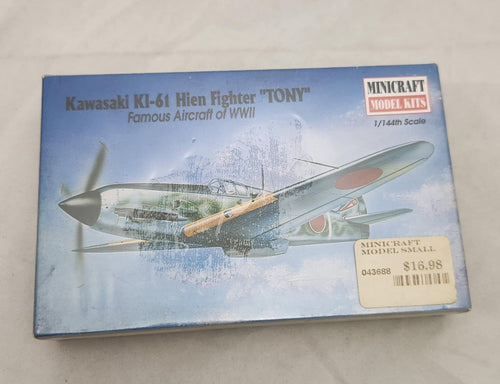 Kawasaki KI-61 Hien Fighter "TONY"
Famous Aircraft of WWII
MINICRAFT
MODEL KITS
1/144th Scale
MINICRAFT
MODEL SMALL
043688 $16.98